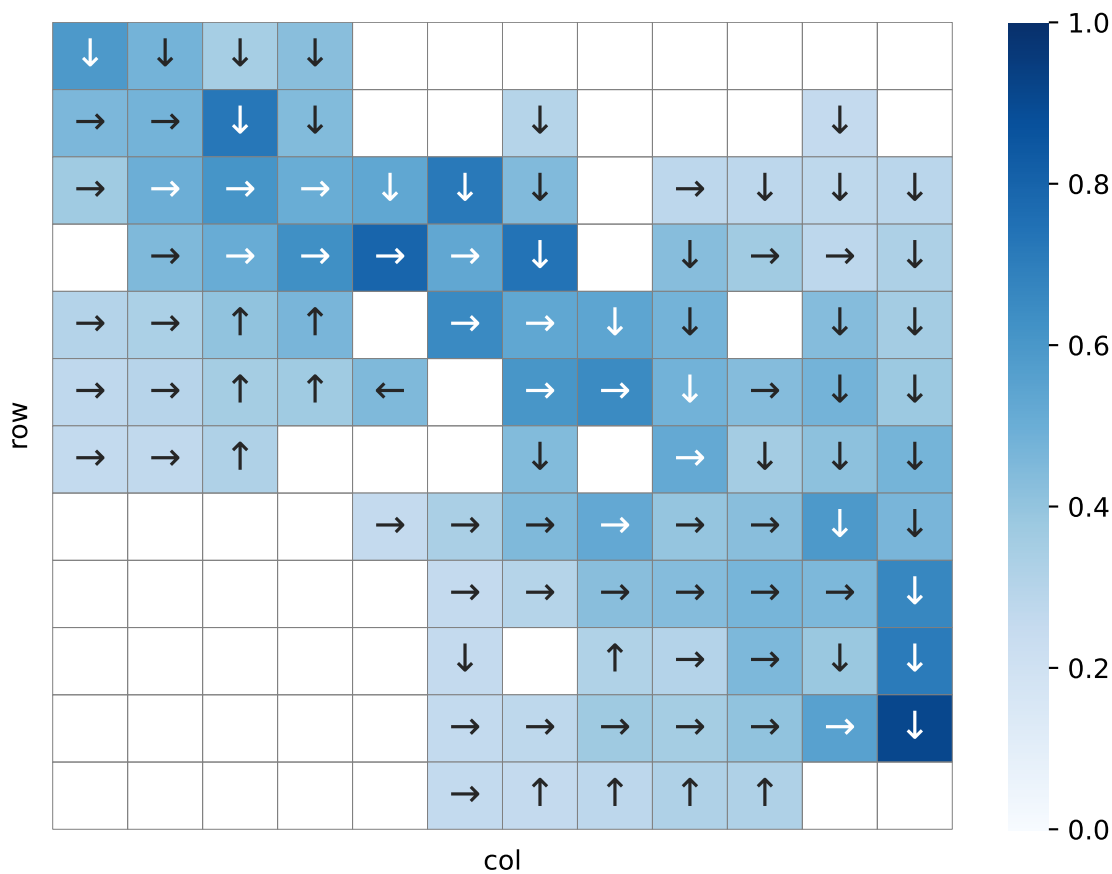 ↓ ↓ ↓ ↓
→ → ↓ ↓ ↓ ↓
→ → → → ↓ ↓ ↓ → ↓ ↓ ↓
→ → → → → ↓ ↓ → → ↓
→ → ↑ ↑ → → ↓ ↓ ↓ ↓
→ → ↑ ↑ ← → → ↓ → ↓ ↓
→ → ↑ ↓ → ↓ ↓ ↓
→ → → → → → ↓ ↓
→ → → → → → ↓
↓ ↑ → → ↓ ↓
→ → → → → → ↓
→ ↑ ↑ ↑ ↑
row
col
1.0
0.8
0.6
0.4
0.2
0.0